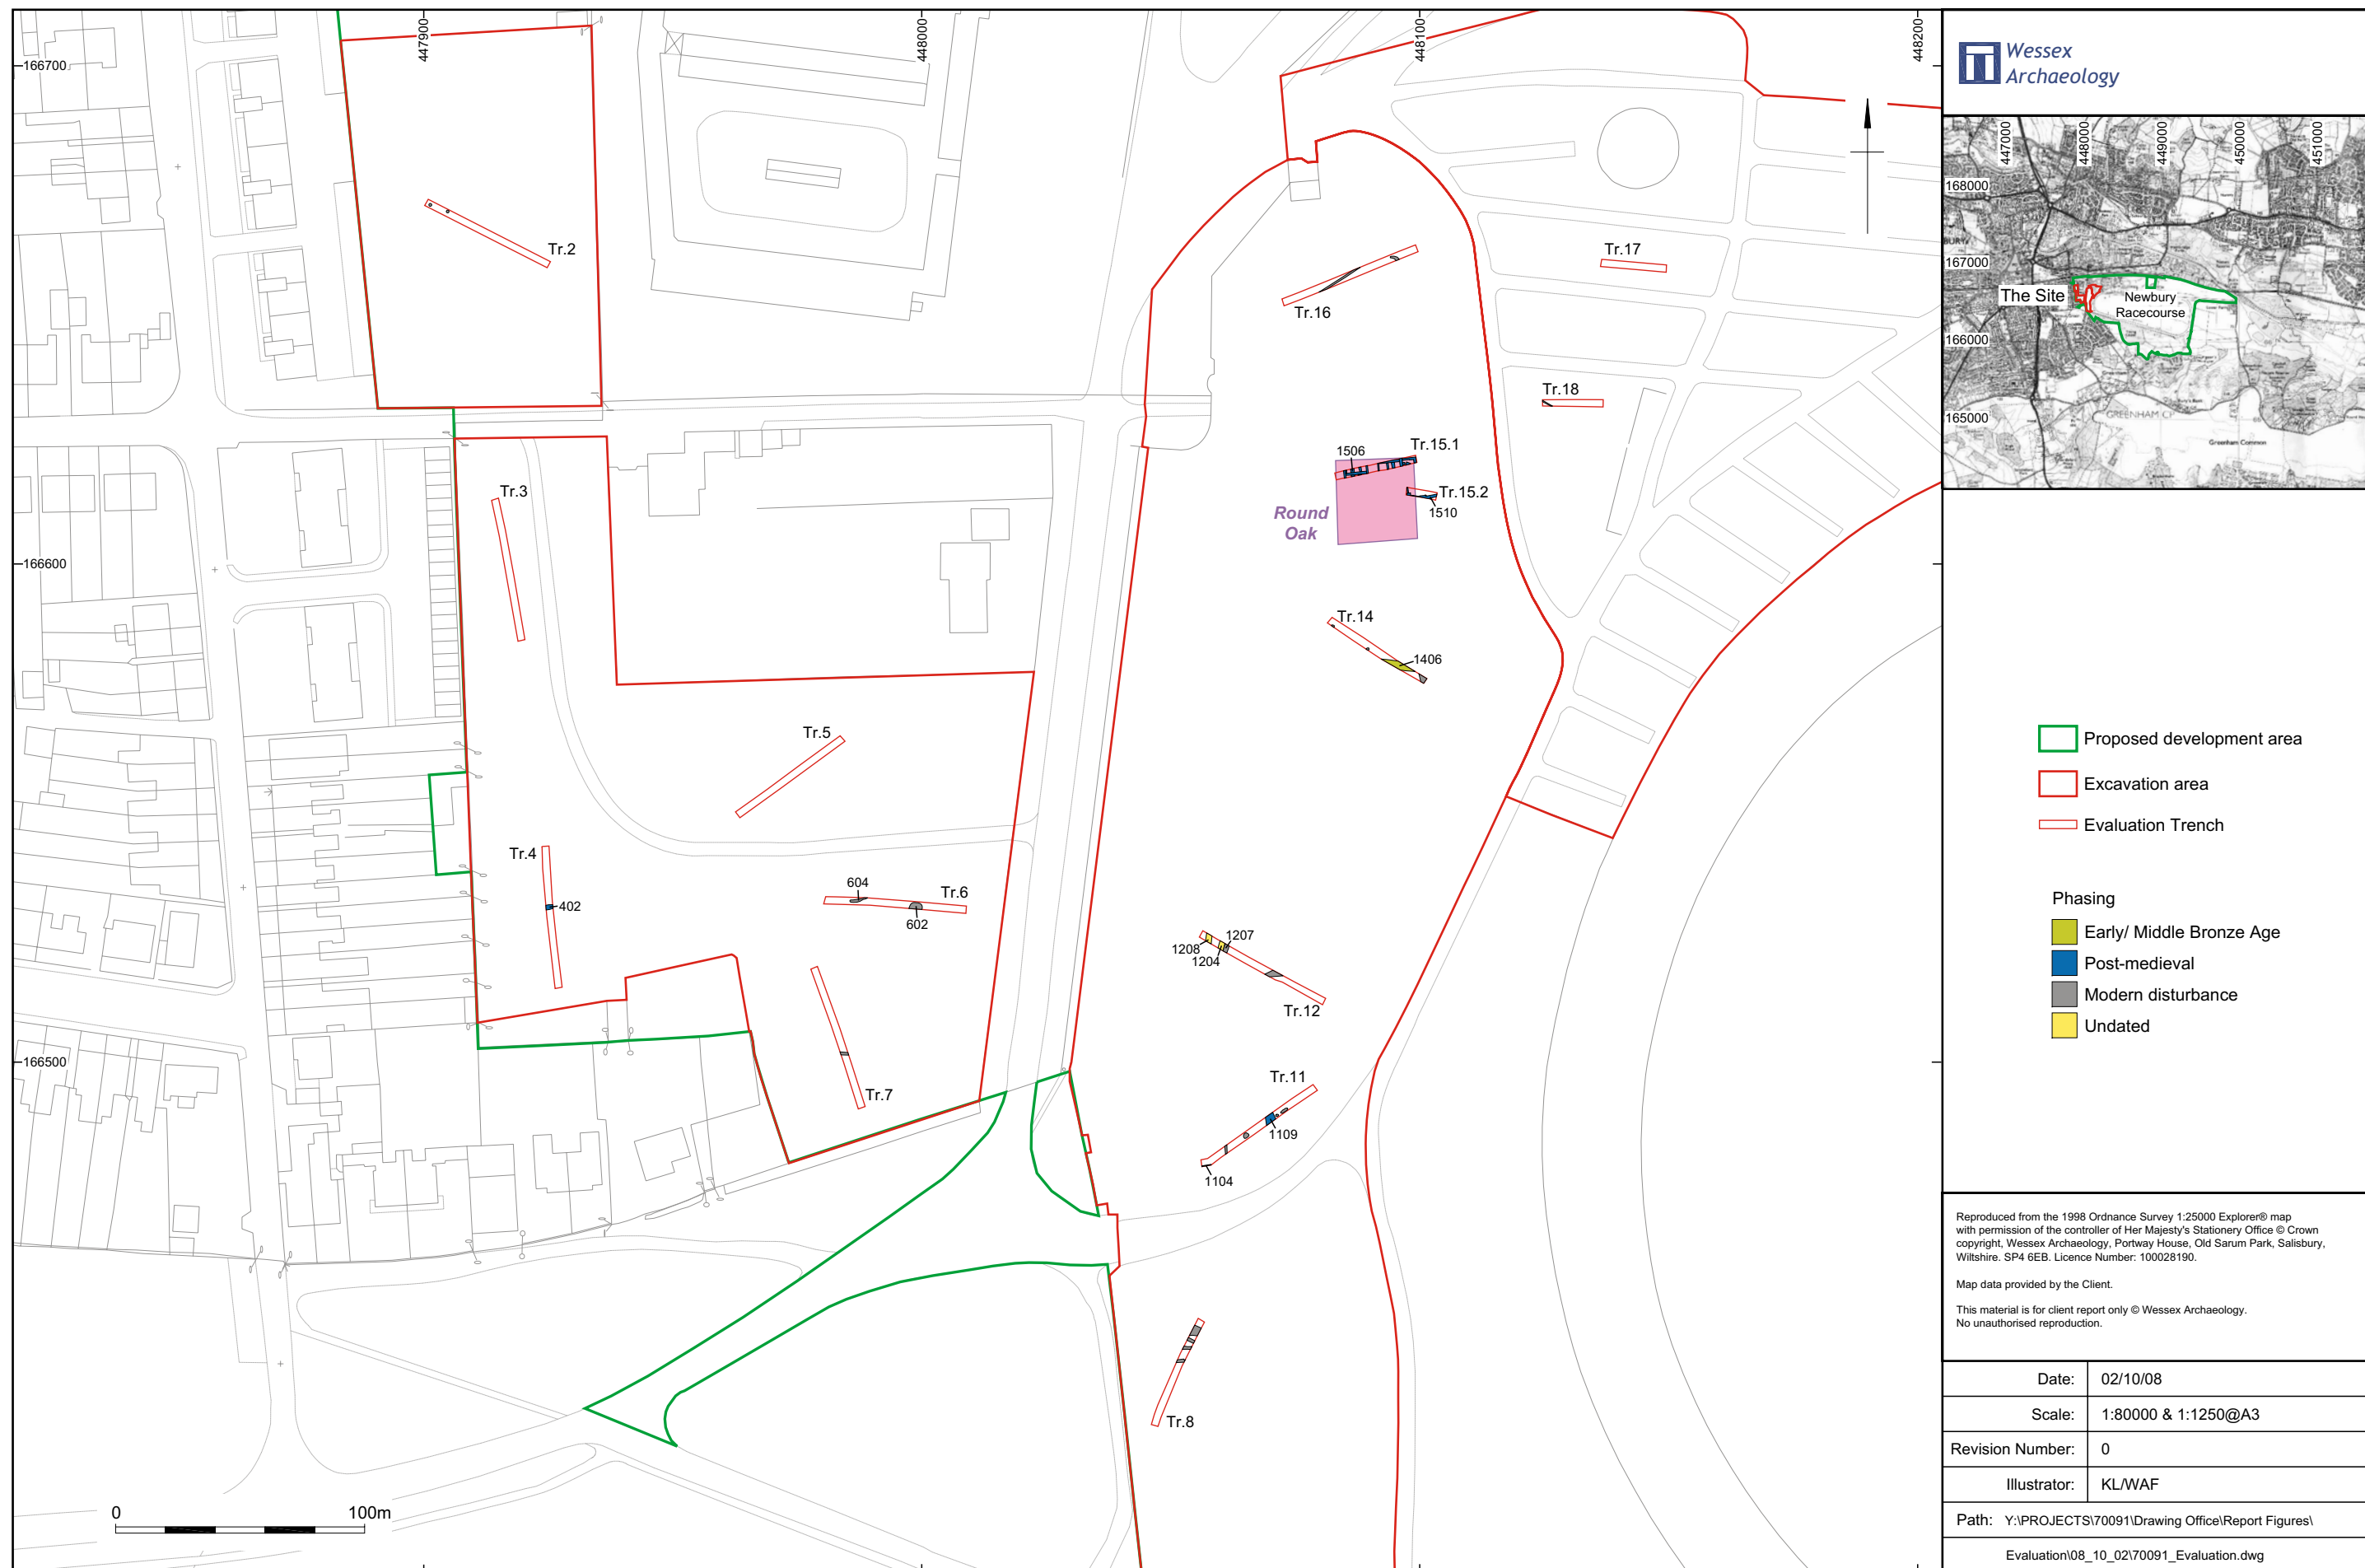 447900
448000
448100
448200
166700
166600
166500
Tr.2
Tr.16
Tr.17
Tr.18
Tr.3
1506
Tr.15.1
Tr.15.2
1510
Round
Oak
Tr.14
1406
Tr.5
Tr.4
402
604
Tr.6
602
1207
1208
1204
Tr.12
Tr.7
Tr.11
1109
1104
Tr.8
0
100m
Wessex
Archaeology
447000
448000
449000
450000
451000
168000
167000
166000
165000
The Site
Newbury
Racecourse
GREENHAM
Greenham Common
Proposed development area
Excavation area
Evaluation Trench
Phasing
Early/ Middle Bronze Age
Post-medieval
Modern disturbance
Undated
Reproduced from the 1998 Ordnance Survey 1:25000 Explorer® map
with permission of the controller of Her Majesty's Stationery Office © Crown
copyright, Wessex Archaeology, Portway House, Old Sarum Park, Salisbury,
Wiltshire. SP4 6EB. Licence Number: 100028190.
Map data provided by the Client.
This material is for client report only © Wessex Archaeology.
No unauthorised reproduction.
Date: 02/10/08
Scale: 1:80000 & 1:1250@A3
Revision Number: 0
Illustrator: KL/WAF
Path: Y:\PROJECTS\70091\Drawing Office\Report Figures\
Evaluation\08_10_02\70091_Evaluation.dwg